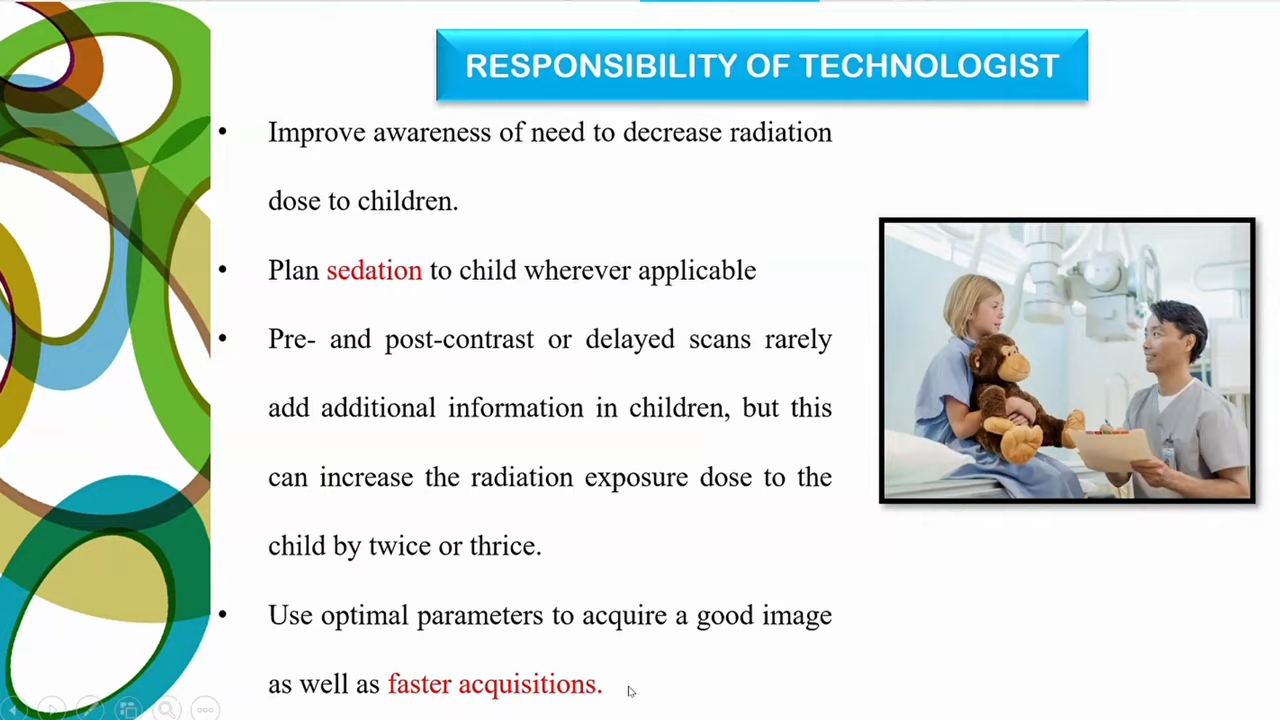 RESPONSIBILITY OF TECHNOLOGIST
• Improve awareness of need to decrease radiation
dose to children.
• Plan sedation to child wherever applicable
• Pre- and post-contrast or delayed scans rarely
add additional information in children, but this
can increase the radiation exposure dose to the
child by twice or thrice.
• Use optimal parameters to acquire a good image
as well as faster acquisitions.